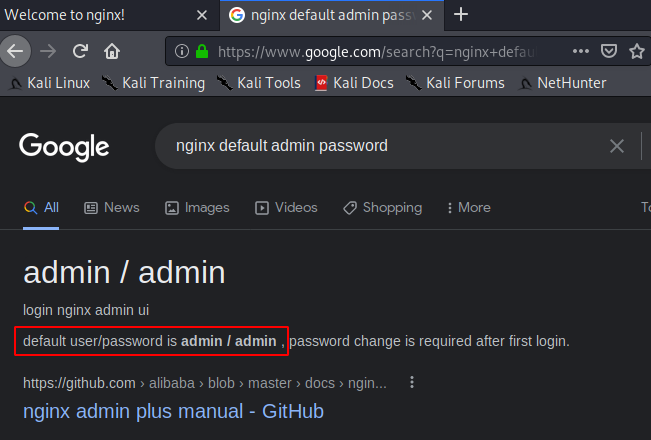 Welcome to nginx!
nginx default admin passw
https://www.google.com/search?q=nginx+defau
Kali Linux
Kali Training
Kali Tools
Kali Docs
Kali Forums
NetHunter
Google
nginx default admin password
All
News
Images
Videos
Shopping
More
To
admin / admin
login nginx admin ui
default user/password is admin / admin , password change is required after first login.
https://github.com › alibaba › blob › master › docs › ngin...
nginx admin plus manual - GitHub